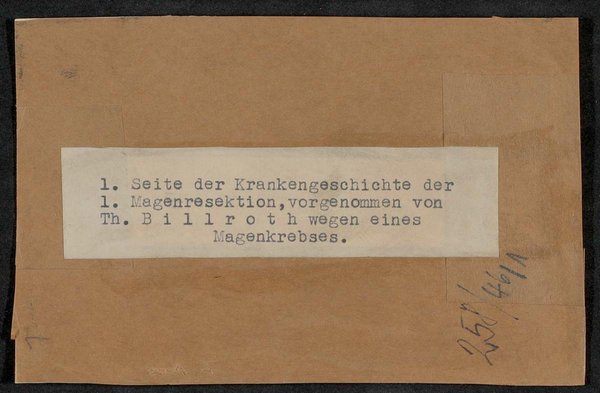 1. Seite der Krankengeschichte der
1. Magenresektion,vorgenommen von
Th. B i l l r o t h wegen eines
Magenkrebses.